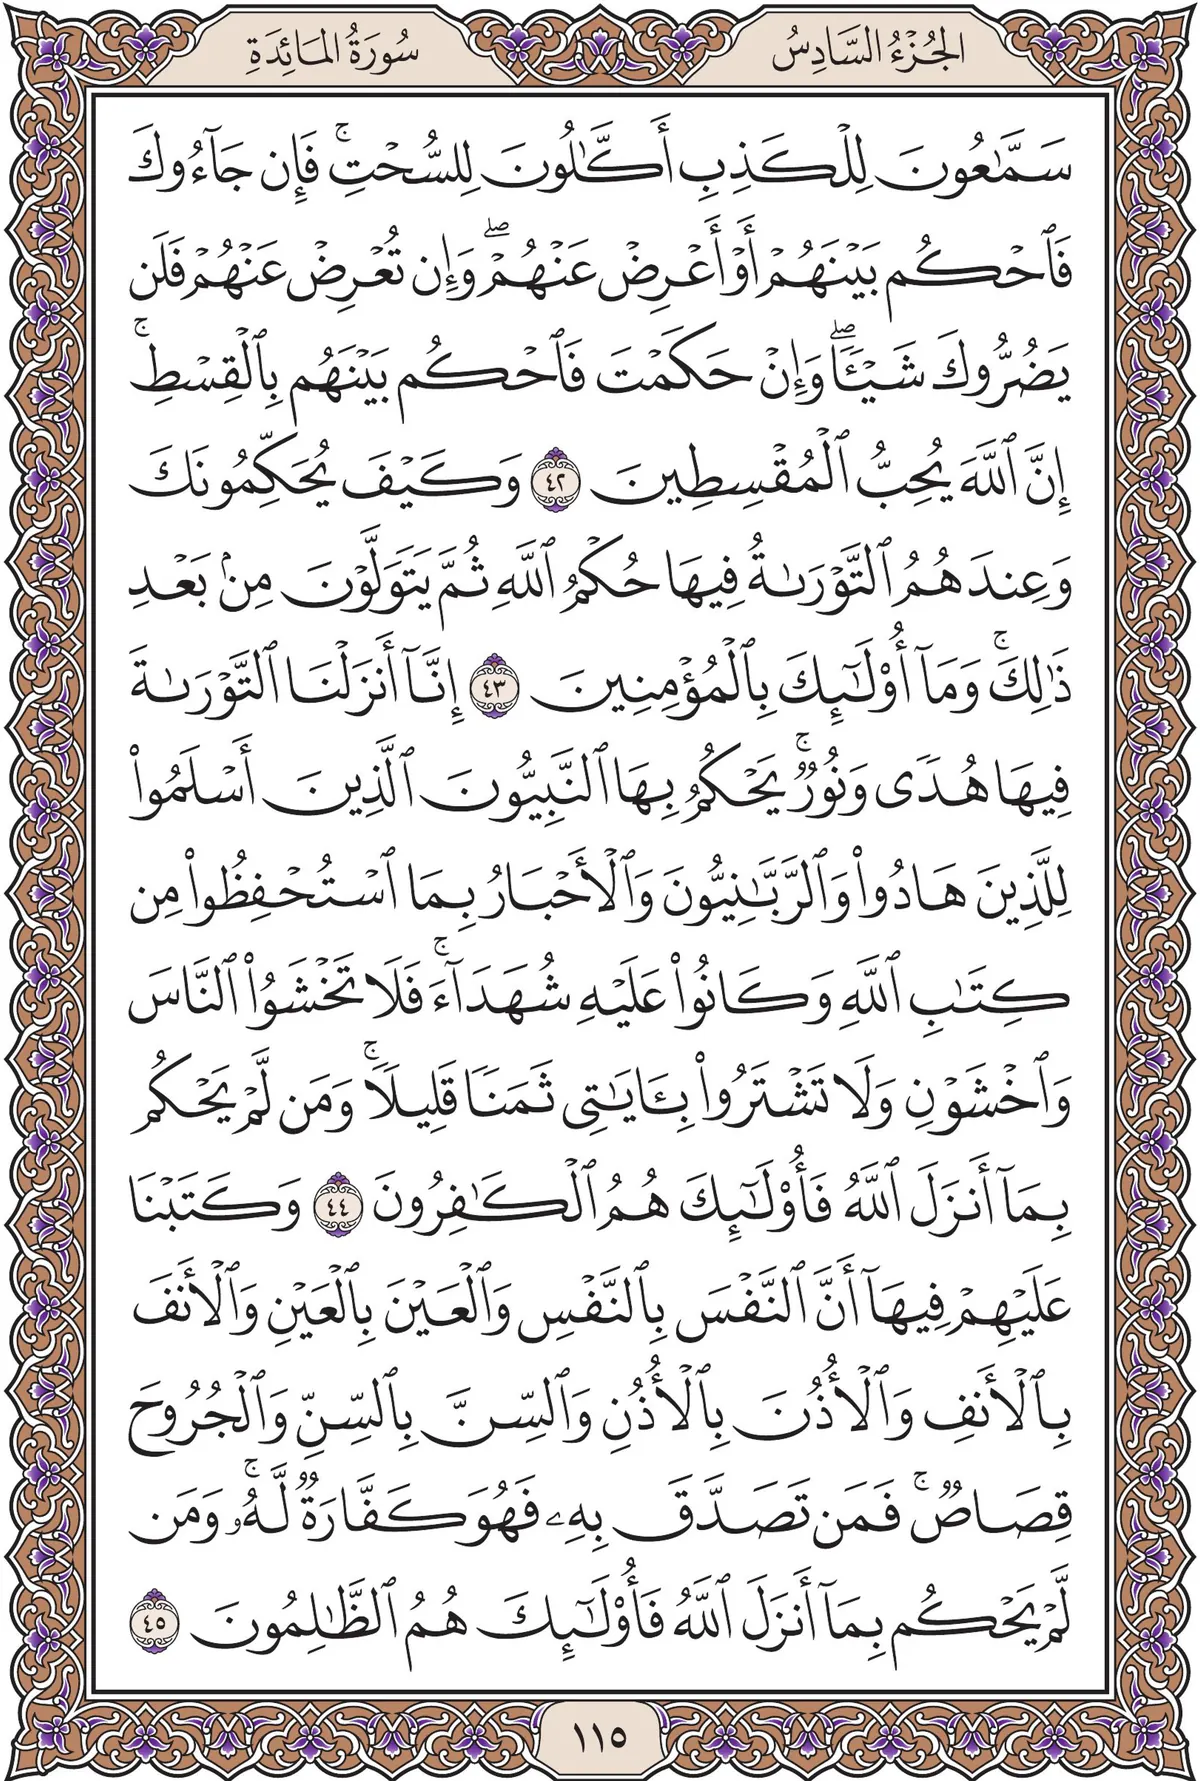 الجُزْءُ السَّادِسُ
سُورَةُ المَائِدَةِ
سَمَّٰعُونَ لِلْكَذِبِ أَكَّٰلُونَ لِلسُّحْتِۚ فَإِن جَآءُوكَ
فَٱحْكُم بَيْنَهُمْ أَوْ أَعْرِضْ عَنْهُمْۖ وَإِن تُعْرِضْ عَنْهُمْ فَلَن
يَضُرُّوكَ شَيْـًٔاۖ وَإِنْ حَكَمْتَ فَٱحْكُم بَيْنَهُم بِٱلْقِسْطِۚ
إِنَّ ٱللَّهَ يُحِبُّ ٱلْمُقْسِطِينَ ٤٢ وَكَيْفَ يُحَكِّمُونَكَ
وَعِندَهُمُ ٱلتَّوْرَىٰةُ فِيهَا حُكْمُ ٱللَّهِ ثُمَّ يَتَوَلَّوْنَ مِنۢ بَعْدِ
ذَٰلِكَۚ وَمَآ أُو۟لَٰٓئِكَ بِٱلْمُؤْمِنِينَ ٤٣ إِنَّآ أَنزَلْنَا ٱلتَّوْرَىٰةَ
فِيهَا هُدًى وَنُورٌۚ يَحْكُمُ بِهَا ٱلنَّبِيُّونَ ٱلَّذِينَ أَسْلَمُوا۟
لِلَّذِينَ هَادُوا۟ وَٱلرَّبَّٰنِيُّونَ وَٱلْأَحْبَارُ بِمَا ٱسْتُحْفِظُوا۟ مِن
كِتَٰبِ ٱللَّهِ وَكَانُوا۟ عَلَيْهِ شُهَدَآءَۚ فَلَا تَخْشَوُا۟ ٱلنَّاسَ
وَٱخْشَوْنِ وَلَا تَشْتَرُوا۟ بِـَٔايَٰتِى ثَمَنًا قَلِيلًاۚ وَمَن لَّمْ يَحْكُم
بِمَآ أَنزَلَ ٱللَّهُ فَأُو۟لَٰٓئِكَ هُمُ ٱلْكَٰفِرُونَ ٤٤ وَكَتَبْنَا
عَلَيْهِمْ فِيهَآ أَنَّ ٱلنَّفْسَ بِٱلنَّفْسِ وَٱلْعَيْنَ بِٱلْعَيْنِ وَٱلْأَنفَ
بِٱلْأَنفِ وَٱلْأُذُنَ بِٱلْأُذُنِ وَٱلسِّنَّ بِٱلسِّنِّ وَٱلْجُرُوحَ
قِصَاصٌۚ فَمَن تَصَدَّقَ بِهِۦ فَهُوَ كَفَّارَةٌ لَّهُۥۚ وَمَن
لَّمْ يَحْكُم بِمَآ أَنزَلَ ٱللَّهُ فَأُو۟لَٰٓئِكَ هُمُ ٱلظَّٰلِمُونَ ٤٥
١١٥